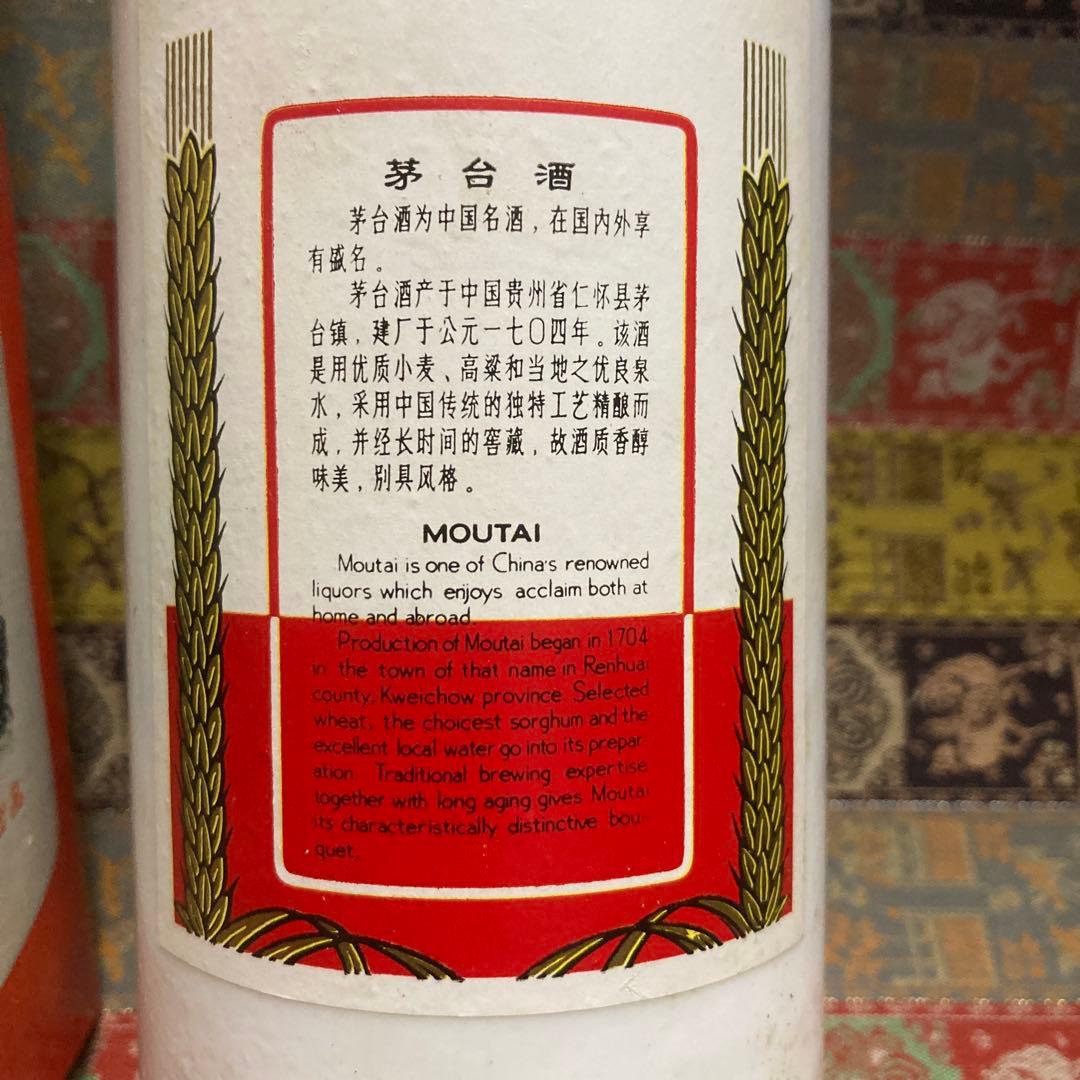 茅台酒
茅台酒为中国名酒，在国内外享
有盛名。
茅台酒产于中国贵州省仁怀县茅
台镇，建厂于公元一七〇四年。该酒
是用优质小麦、高粱和当地之优良泉
水，采用中国传统的独特工艺精酿而
成，并经长时间的窖藏，故酒质香醇
味美，别具风格。
MOUTAI
Moutai is one of China's renowned
liquors which enjoys acclaim both at
home and abroad.
Production of Moutai began in 1704
in the town of that name in Renhuai
county, Kweichow province. Selected
wheat, the choicest sorghum and the
excellent local water go into its prepar
ation. Traditional brewing expertise
together with long aging gives Moutai
its characteristically distinctive bou-
quet.